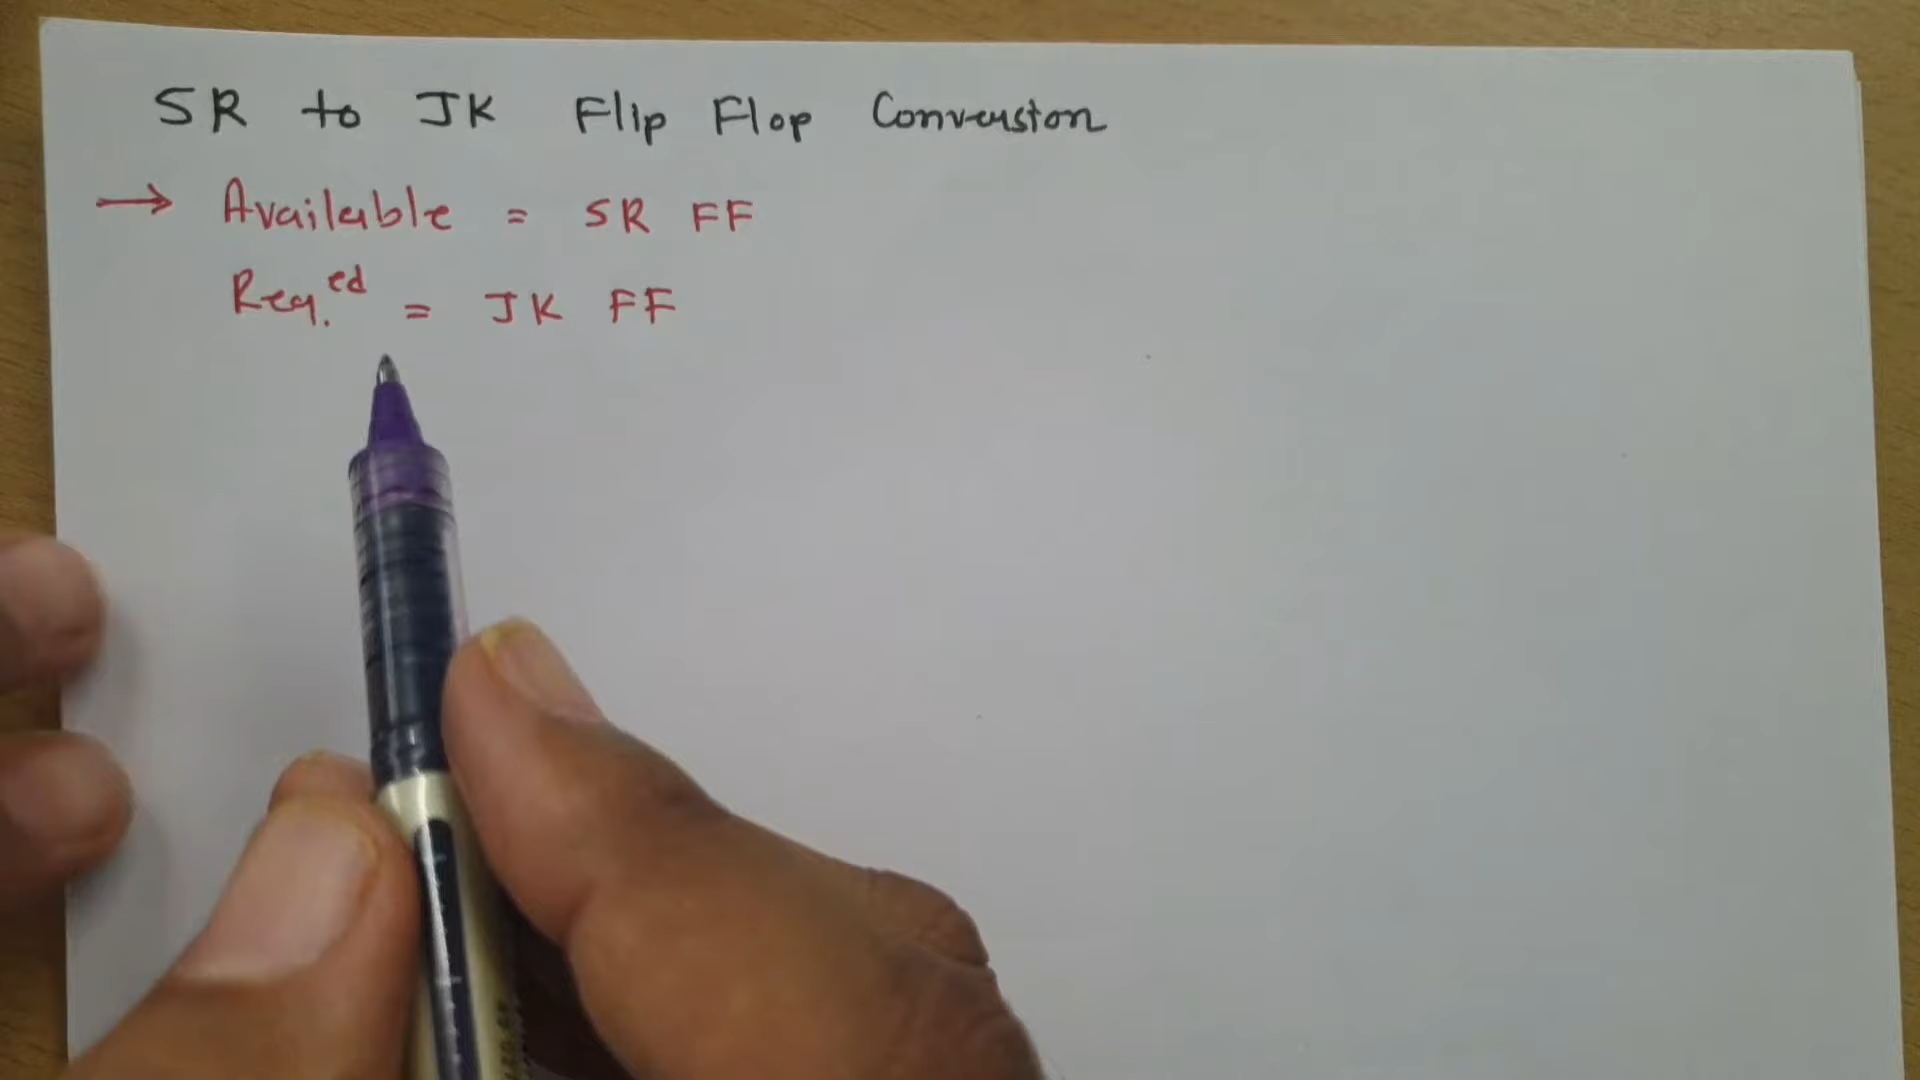 SR to JK Flip Flop Conversion
→ Available = SR FF
Req.ed = JK FF